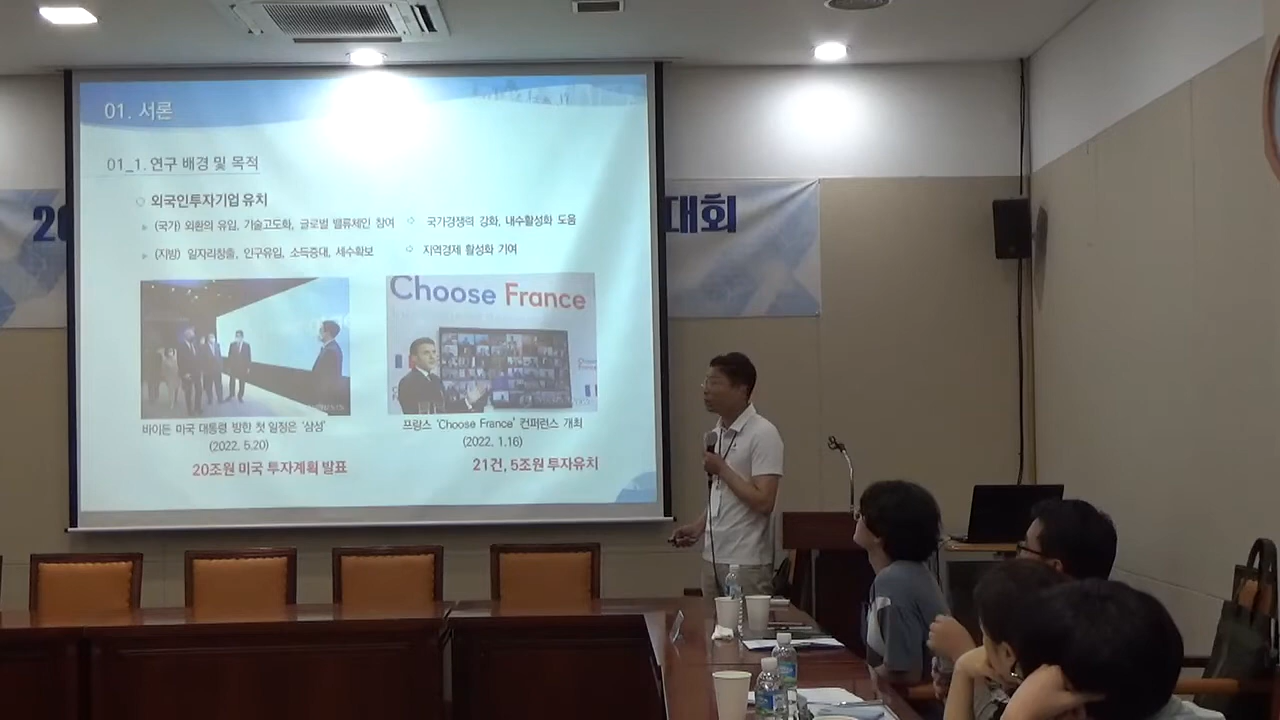 01. 서론
01_1. 연구 배경 및 목적
외국인투자기업 유치
(국가) 외환의 유입, 기술고도화, 글로벌 밸류체인 참여 ➪ 국가경쟁력 강화, 내수활성화 도움
(지방) 일자리창출, 인구유입, 소득증대, 세수확보 ➪ 지역경제 활성화 기여
Choose France
바이든 미국 대통령 방한 첫 일정은 '삼성'
(2022. 5.20)
20조원 미국 투자계획 발표
프랑스 'Choose France' 컨퍼런스 개최
(2022. 1.16)
21건, 5조원 투자유치
20
대회